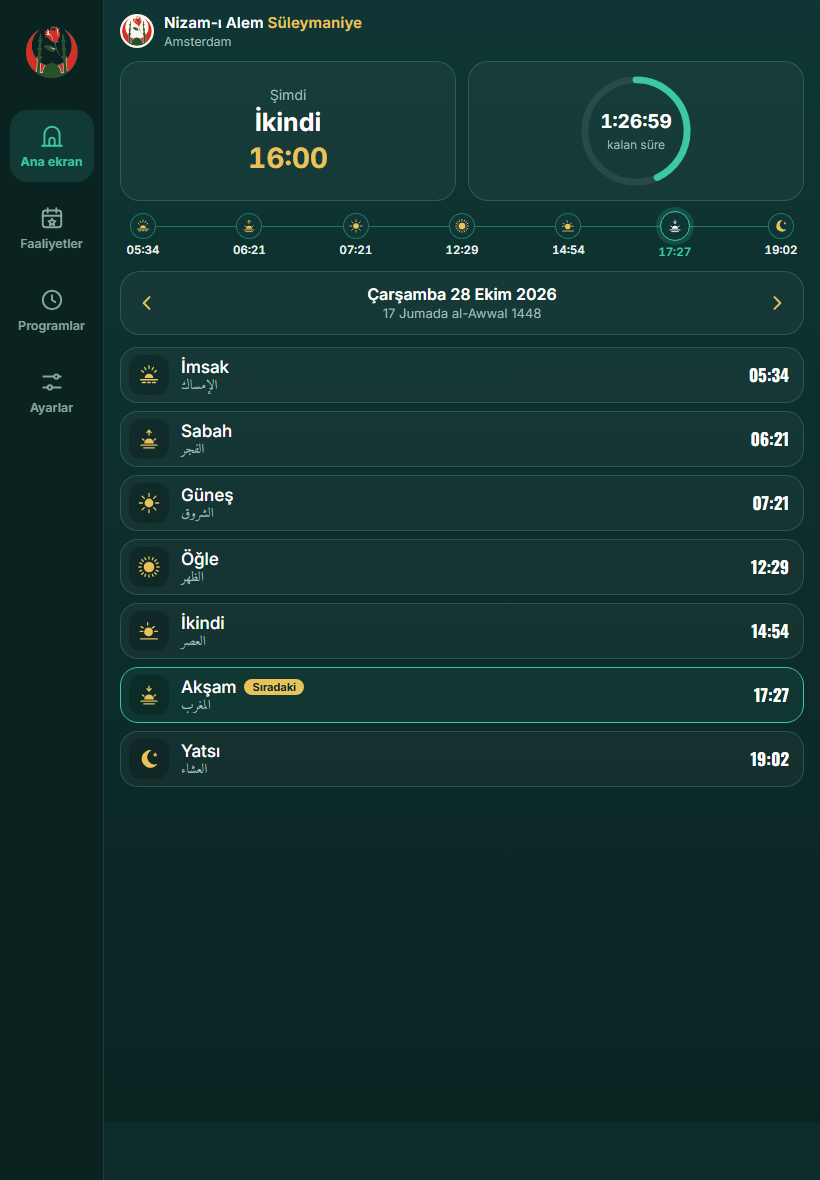 Nizam-ı Alem Süleymaniye
Amsterdam
Ana ekran
Faaliyetler
Programlar
Ayarlar
Şimdi
İkindi
16:00
1:26:59
kalan süre
05:34 06:21 07:21 12:29 14:54 17:27 19:02
Çarşamba 28 Ekim 2026
17 Jumada al-Awwal 1448
İmsak
الإمساك
05:34
Sabah
الفجر
06:21
Güneş
الشروق
07:21
Öğle
الظهر
12:29
İkindi
العصر
14:54
Akşam Sıradaki
المغرب
17:27
Yatsı
العشاء
19:02